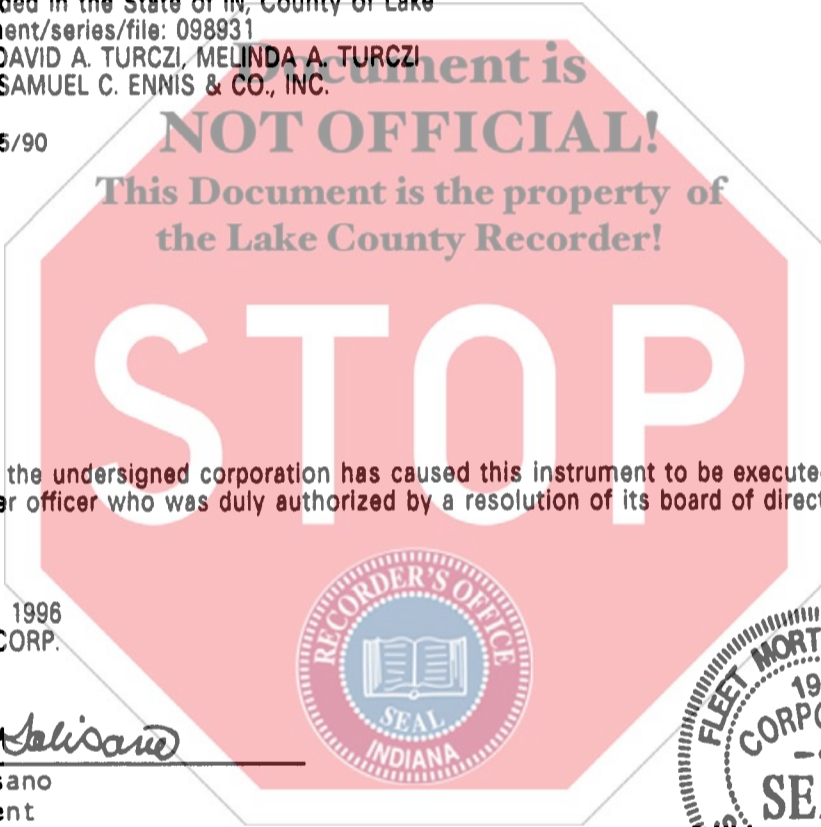 ded in the State of IN, County of Lake
ent/series/file: 098931
DAVID A. TURCZI, MELINDA A. TURCZI
SAMUEL C. ENNIS & CO., INC.
5/90
Document is
NOT OFFICIAL!
This Document is the property of
the Lake County Recorder!
STOP
the undersigned corporation has caused this instrument to be execute
er officer who was duly authorized by a resolution of its board of direct
1996
CORP.
RECORDER'S OFFICE
SEAL
INDIANA
Salisano
sano
ent
FLEET MORT
19
CORPO
SEA